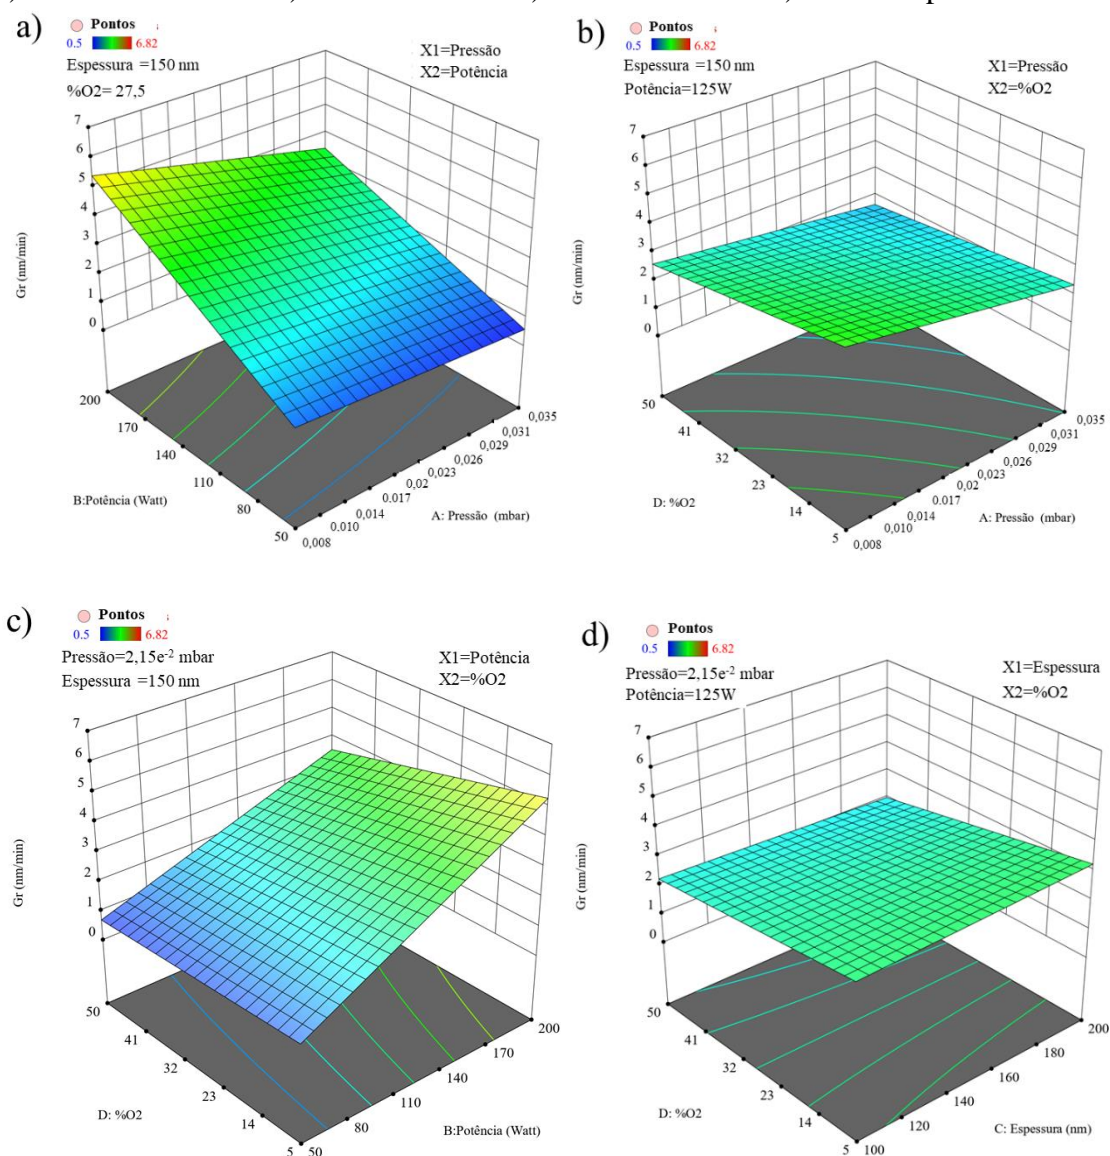 a)
Pontos
0.5 6.82
Espessura =150 nm
%O2= 27,5
X1=Pressão
X2=Potência
7
6
5
4
3
2
1
0
Gr (nm/min)
200
170
140
110
80
50
B:Potência (Watt)
0,035
0,031
0,029
0,026
0,023
0,02
0.017
0,014
0.010
0,008
A: Pressão (mbar)
b)
Pontos
0.5 6.82
Espessura =150 nm
Potência=125W
X1=Pressão
X2=%O2
7
6
5
4
3
2
1
0
Gr (nm/min)
50
41
32
23
14
5
D: %O2
0,035
0,031
0,029
0,026
0,023
0,02
0.017
0,014
0.010
0,008
A: Pressão (mbar)
c)
Pontos
0.5 6.82
Pressão=2,15e-2 mbar
Espessura =150 nm
X1=Potência
X2=%O2
7
6
5
4
3
2
1
0
Gr (nm/min)
50
41
32
23
14
5
D: %O2
200
170
140
110
80
50
B:Potência (Watt)
d)
Pontos
0.5 6.82
Pressão=2,15e-2 mbar
Potência=125W
X1=Espessura
X2=%O2
7
6
5
4
3
2
1
0
Gr (nm/min)
50
41
32
23
14
5
D: %O2
200
180
160
140
120
100
C: Espessura (nm)